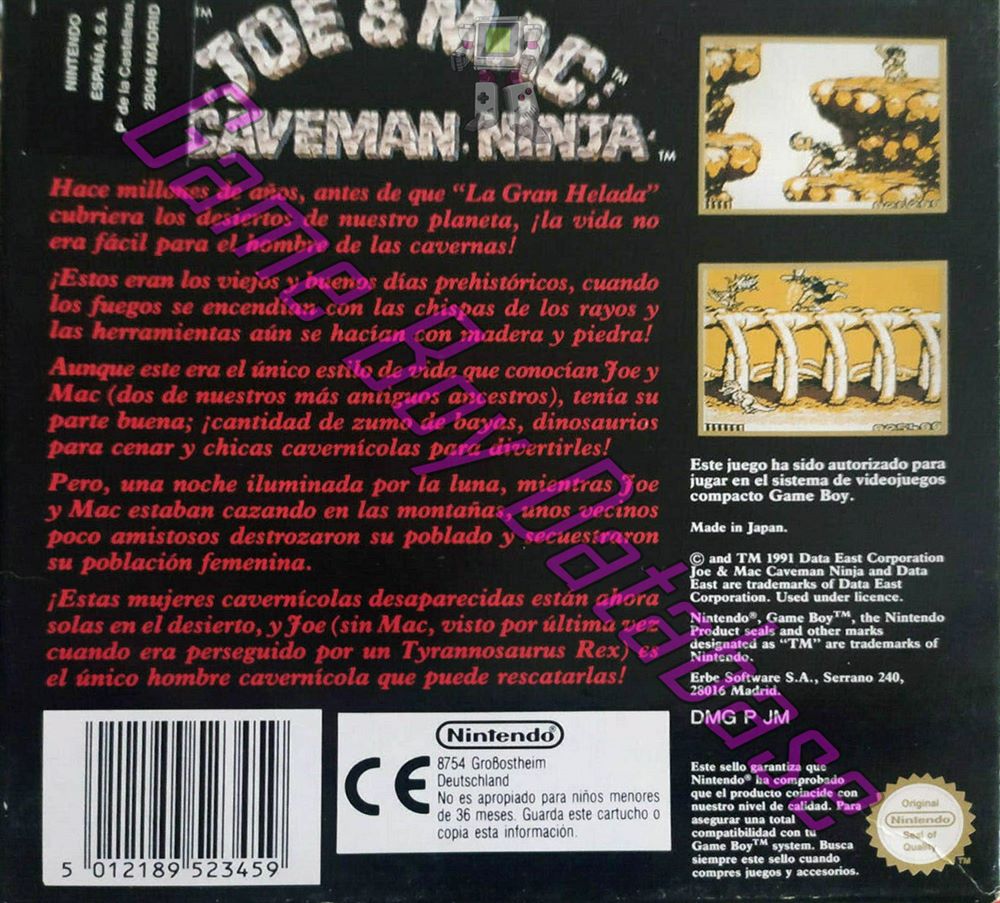 NINTENDO
ESPAÑA, S.A.
Pº de la Castellana,
28046 MADRID
TM
JOE & MAC TM
CAVEMAN NINJA TM
Hace millones de años, antes de que “La Gran Helada”
cubriera los desiertos de nuestro planeta, ¡la vida no
era fácil para el hombre de las cavernas!
¡Estos eran los viejos y buenos días prehistóricos, cuando
los fuegos se encendían con las chispas de los rayos y
las herramientas aún se hacían con madera y piedra!
Aunque este era el único estilo de vida que conocían Joe y
Mac (dos de nuestros más antiguos ancestros), tenía su
parte buena; ¡cantidad de zumo de bayas, dinosaurios
para cenar y chicas cavernícolas para divertirles!
Pero, una noche iluminada por la luna, mientras Joe
y Mac estaban cazando en las montañas, unos vecinos
poco amistosos destrozaron su poblado y secuestraron
su población femenina.
¡Estas mujeres cavernícolas desaparecidas están ahora
solas en el desierto, y Joe (sin Mac, visto por última vez
cuando era perseguido por un Tyrannosaurus Rex) es
el único hombre cavernícola que puede rescatarlas!
Este juego ha sido autorizado para
jugar en el sistema de videojuegos
compacto Game Boy.
Made in Japan.
© and TM 1991 Data East Corporation
Joe & Mac Caveman Ninja and Data
East are trademarks of Data East
Corporation. Used under licence.
Nintendo®, Game Boy™, the Nintendo
Product seals and other marks
designated as “TM” are trademarks of
Nintendo.
Erbe Software S.A., Serrano 240,
28016 Madrid.
DMG P JM
Este sello garantiza que
Nintendo® ha comprobado
que el producto coincide con
nuestro nivel de calidad. Para
asegurar una total
compatibilidad con tu
Game Boy™ system. Busca
siempre este sello cuando
compres juegos y accesorios.
Original
Nintendo
Seal of
Quality
TM
5 012189 523459
CE
Nintendo
8754 Großostheim
Deutschland
No es apropiado para niños menores
de 36 meses. Guarda este cartucho o
copia esta información.
Game Boy Database